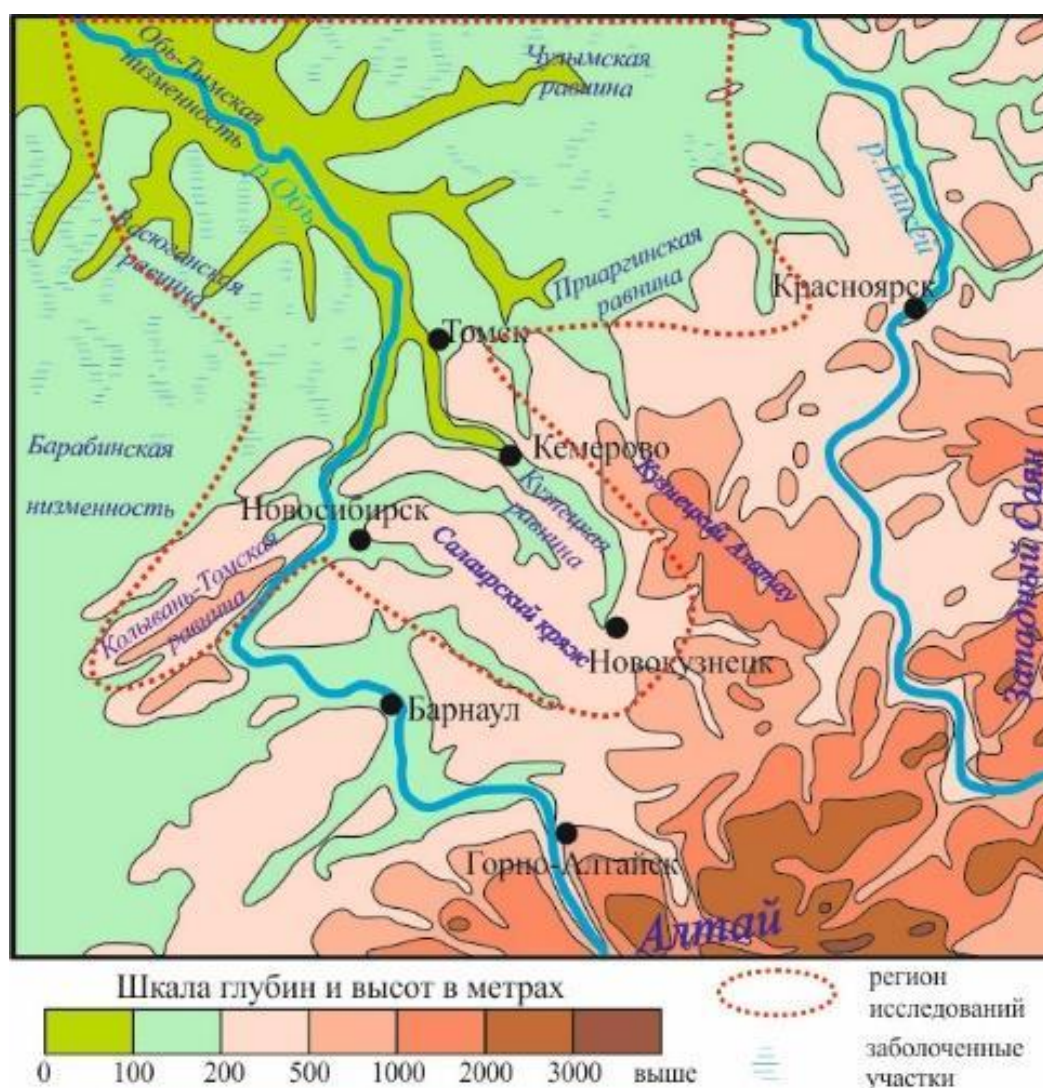 Обь-Тымская
низменность
Чулымская
равнина
р. Обь
р. Енисей
Васюганская
равнина
Приаргинская
равнина
Красноярск
Томск
Барабинская
низменность
Кемерово
Кузнецкая
равнина
Кузнецкий Алатау
Новосибирск
Салаирский кряж
Колывань-Томская
равнина
Западный Саян
Новокузнецк
Барнаул
Горно-Алтайск
Алтай
Шкала глубин и высот в метрах
0 100 200 500 1000 2000 3000 выше
регион
исследований
заболоченные
участки